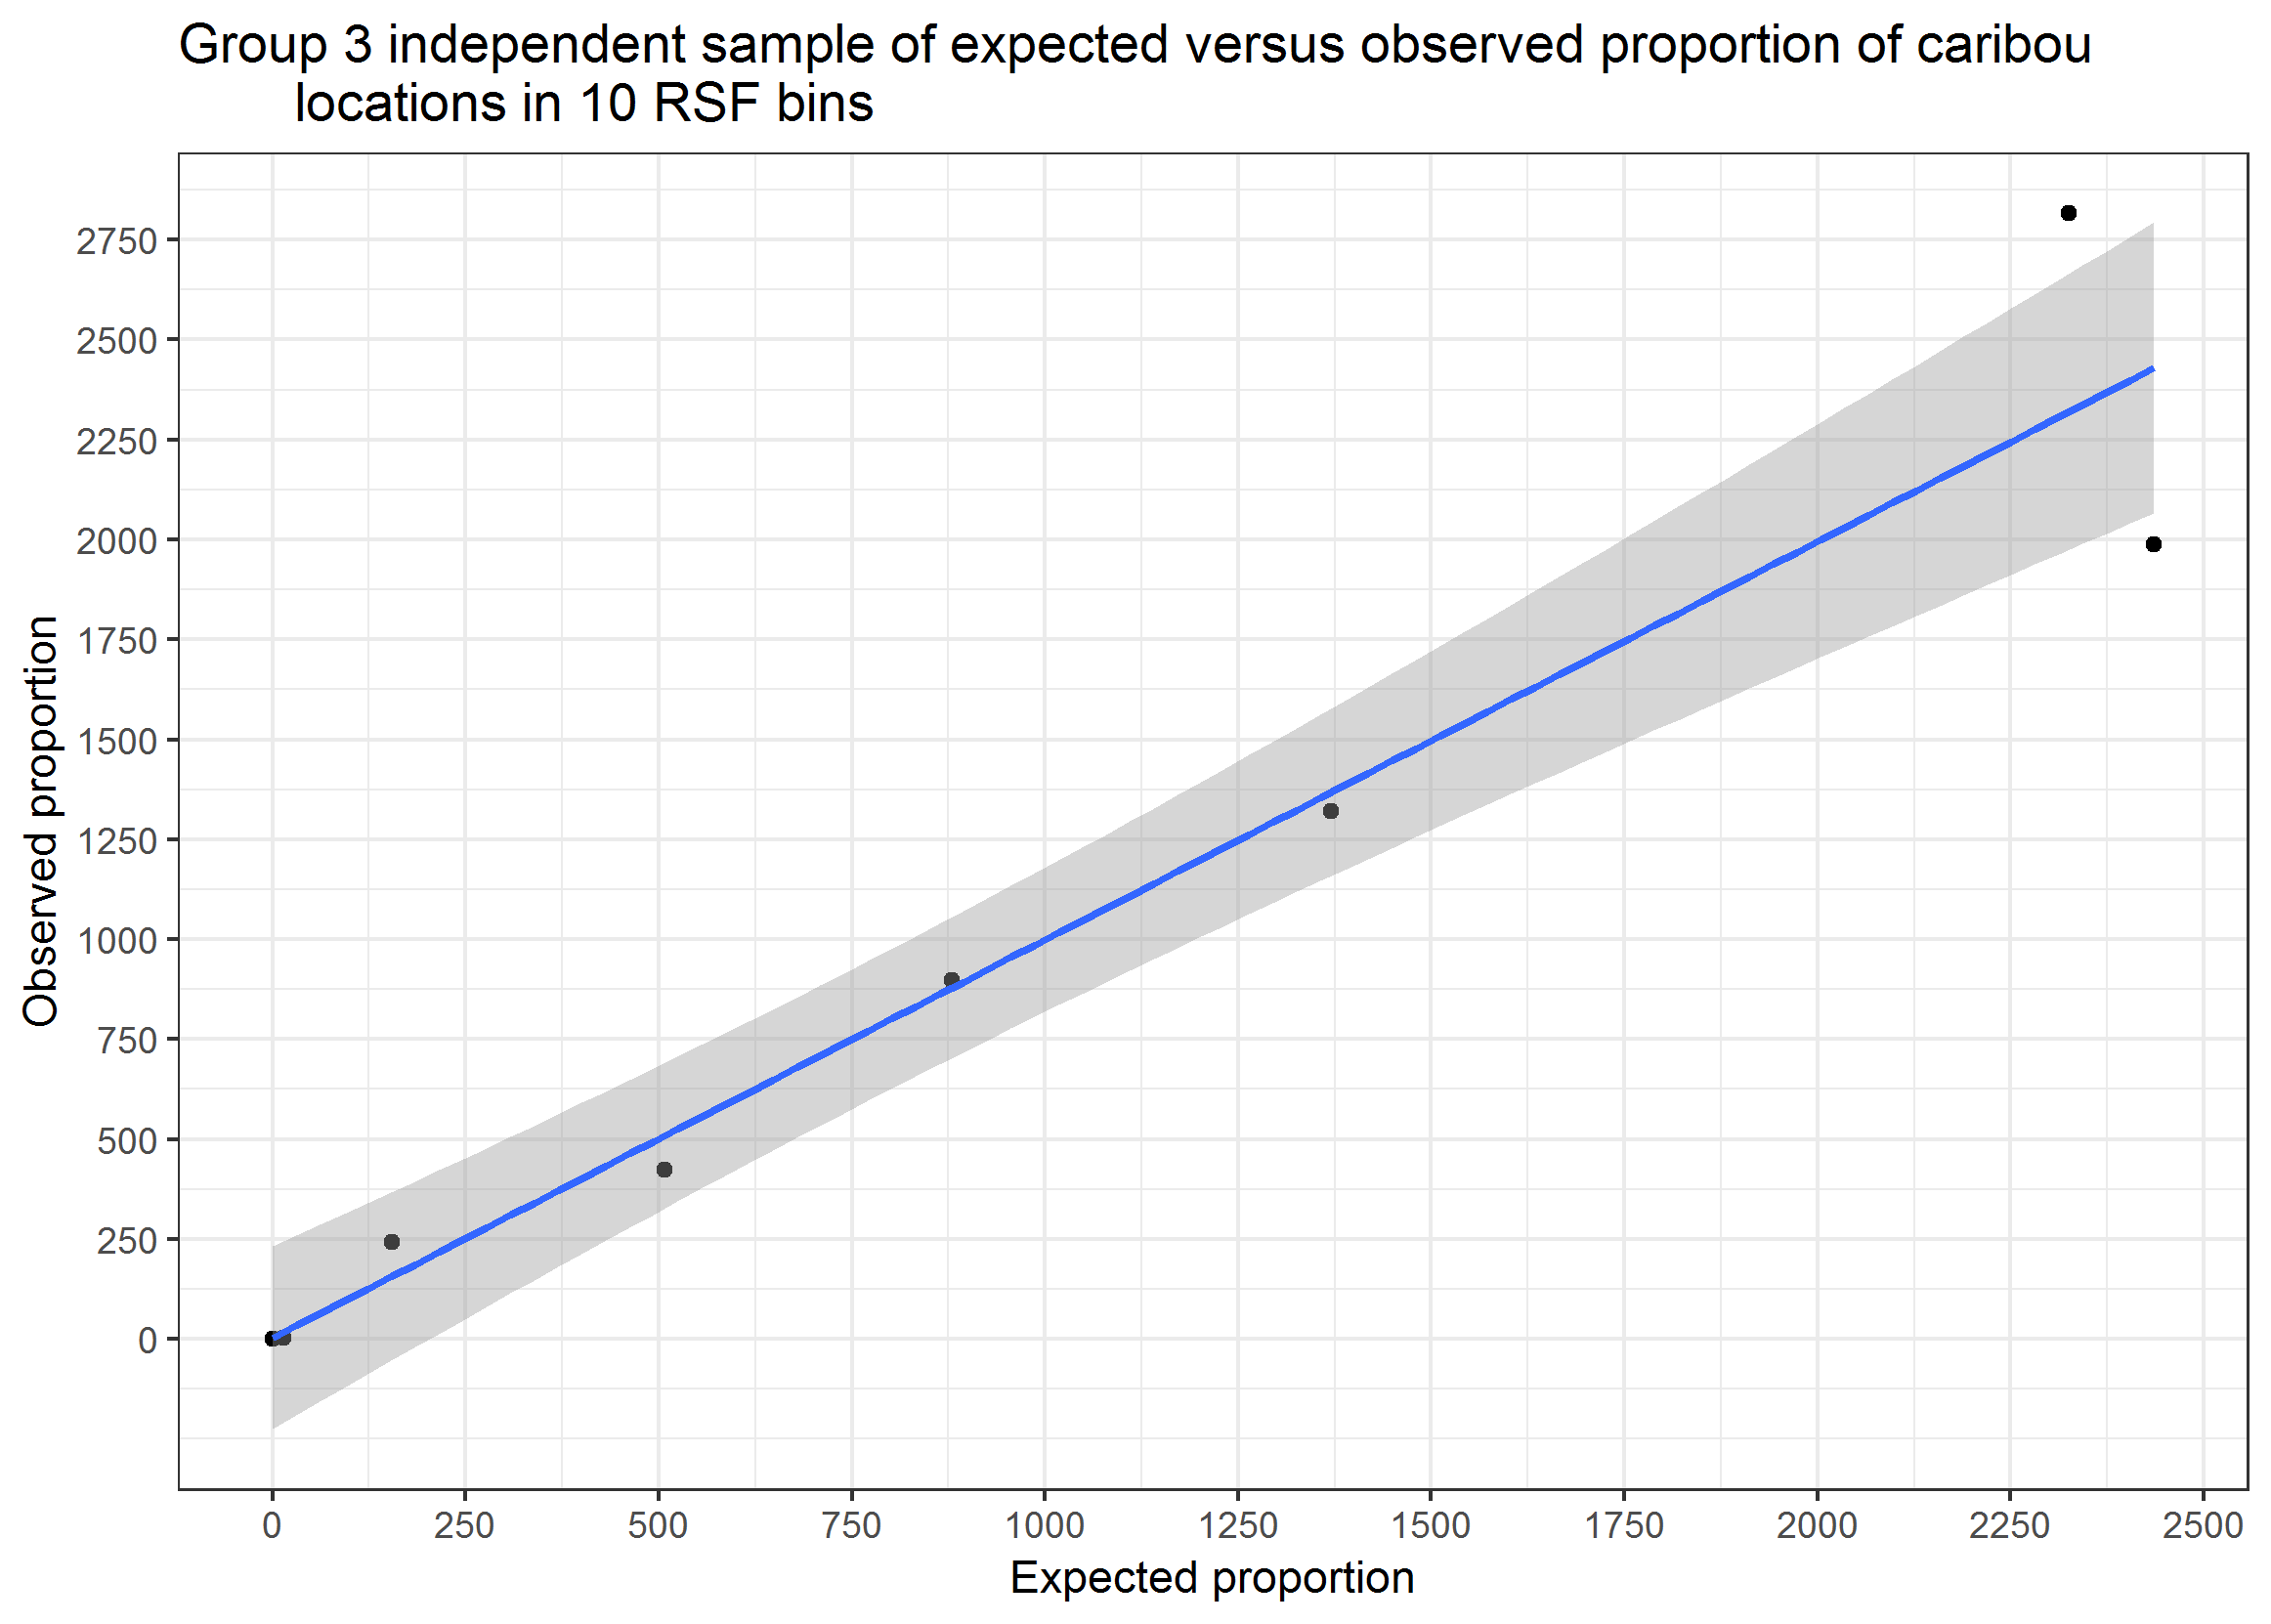 Group 3 independent sample of expected versus observed proportion of caribou
locations in 10 RSF bins
Observed proportion
2750
2500
2250
2000
1750
1500
1250
1000
750
500
250
0
0 250 500 750 1000 1250 1500 1750 2000 2250 2500
Expected proportion